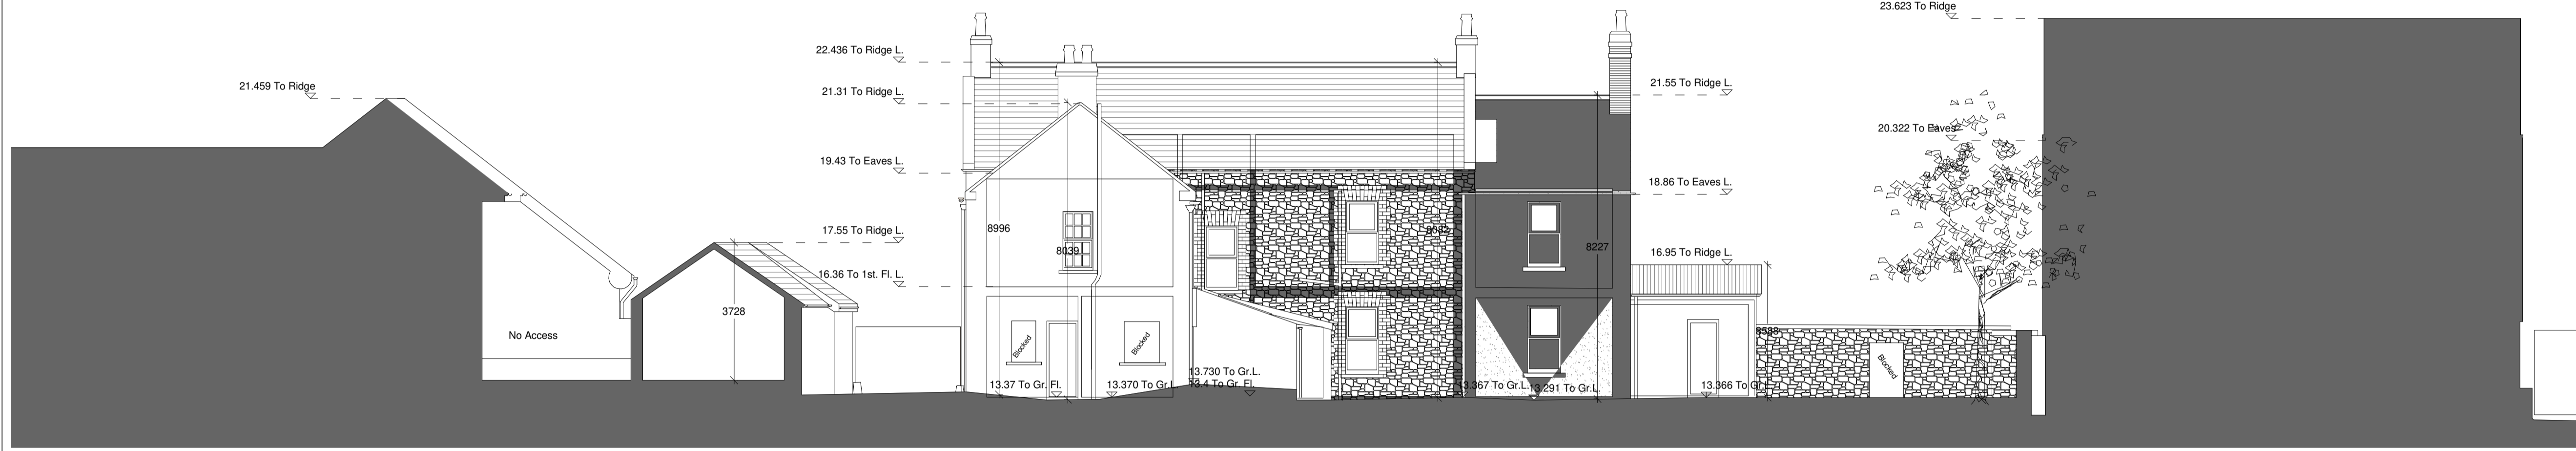 23.623 To Ridge
22.436 To Ridge L.
21.459 To Ridge
21.55 To Ridge L.
21.31 To Ridge L.
20.322 To Eaves
19.43 To Eaves L.
18.86 To Eaves L.
17.55 To Ridge L.
8996
8039
8227
16.95 To Ridge L.
16.36 To 1st. Fl. L.
3728
No Access
Blocked
Blocked
Blocked
13.730 To Gr.L.
13.37 To Gr. Fl.
13.370 To Gr.L.
13.4 To Gr. Fl.
13.367 To Gr.L.
13.291 To Gr.L.
13.366 To Gr.L.